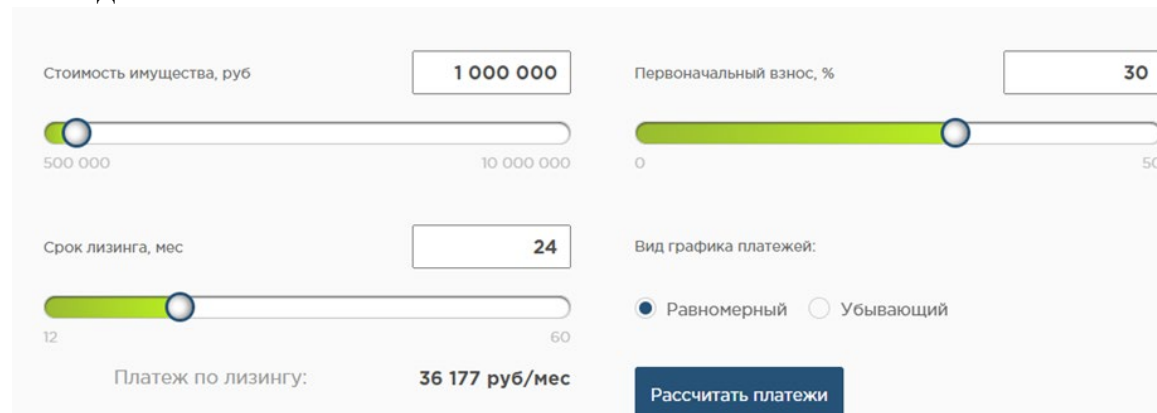 Стоимость имущества, руб
1 000 000
500 000
10 000 000
Первоначальный взнос, %
30
0
50
Срок лизинга, мес
24
12
60
Вид графика платежей:
Равномерный
Убывающий
Платеж по лизингу:
36 177 руб/мес
Рассчитать платежи